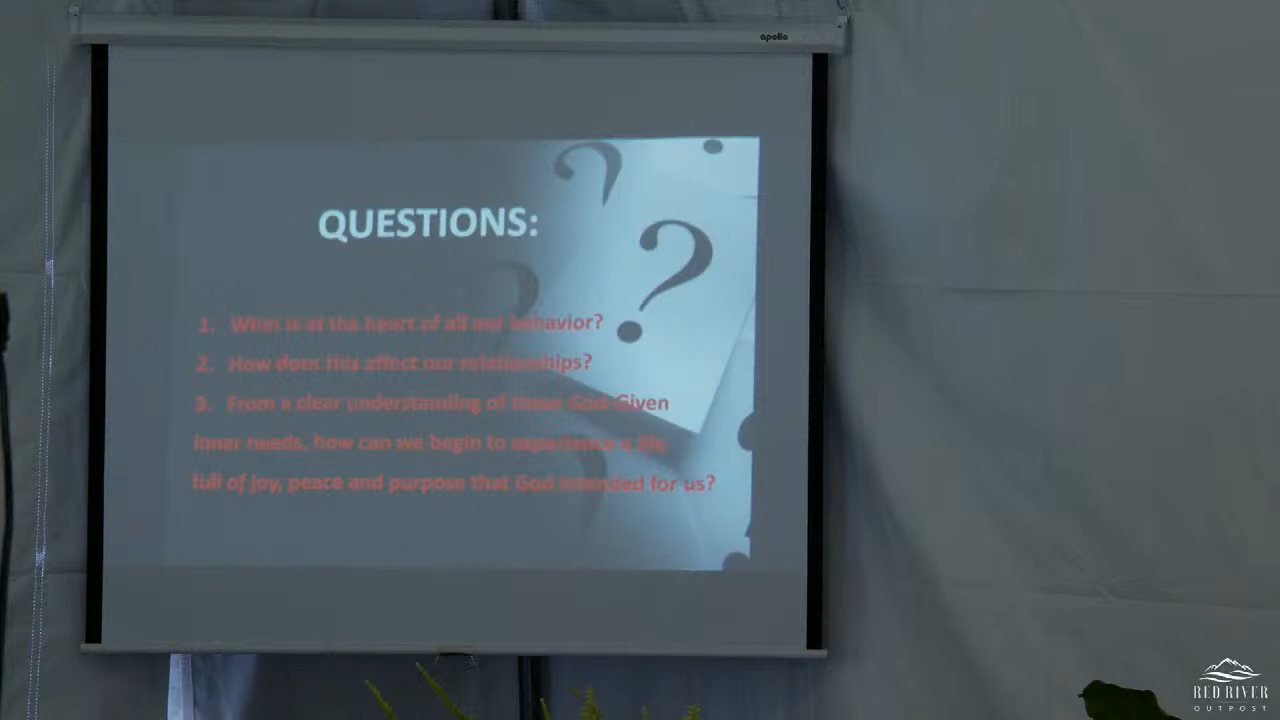 apollo
QUESTIONS:
1. What is at the heart of all our behavior?
2. How does this affect our relationships?
3. From a clear understanding of these God Given
inner needs, how can we begin to experience a life
full of joy, peace and purpose that God intended for us?
RED RIVER
OUTPOST